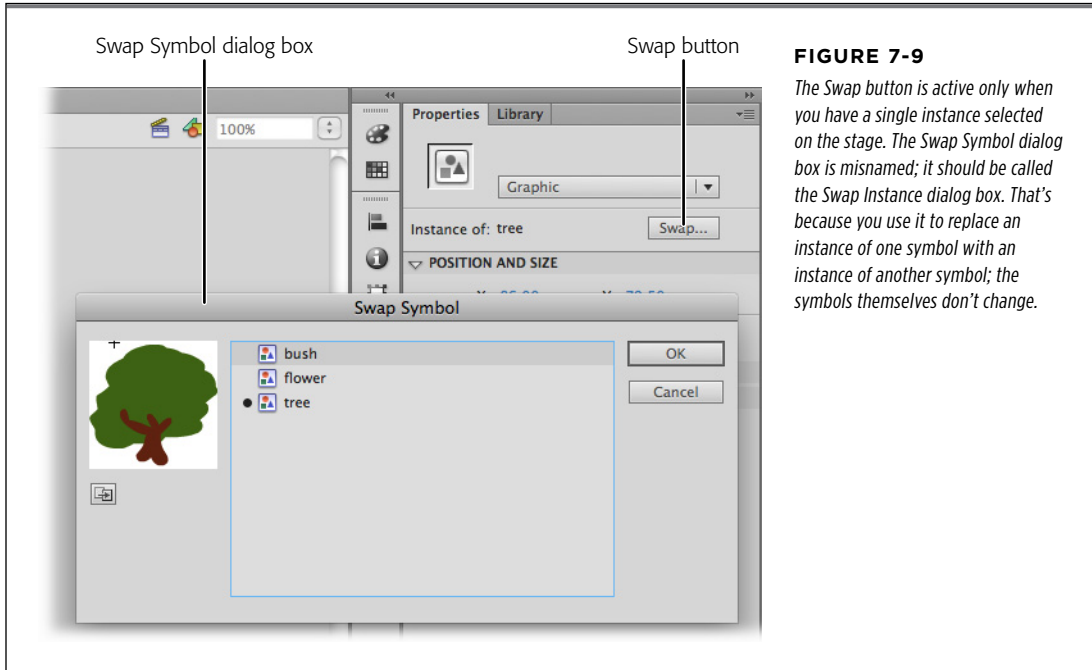 Swap Symbol dialog box
Swap button
FIGURE 7-9
The Swap button is active only when
you have a single instance selected
on the stage. The Swap Symbol dialog
box is misnamed; it should be called
the Swap Instance dialog box. That's
because you use it to replace an
instance of one symbol with an
instance of another symbol; the
symbols themselves don't change.
100%
Properties Library
Graphic
Instance of: tree Swap...
POSITION AND SIZE
Swap Symbol
bush
flower
tree
OK
Cancel